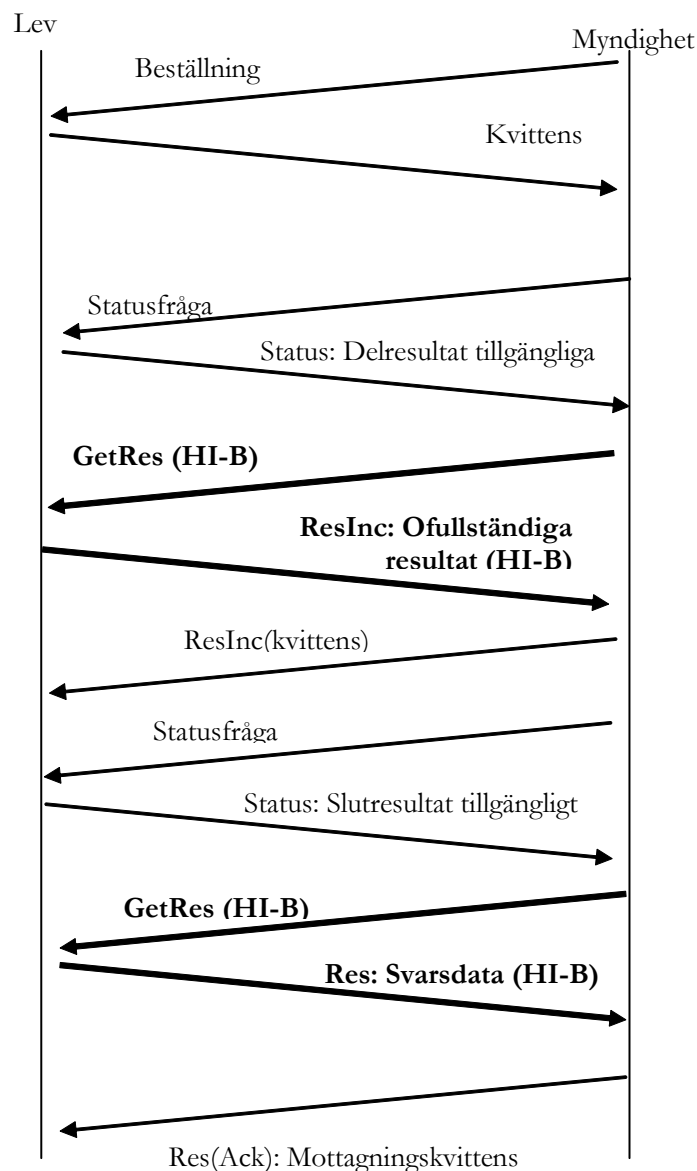 Lev
Myndighet
Beställning
Kvittens
Statusfråga
Status: Delresultat tillgängliga
GetRes (HI-B)
ResInc: Ofullständiga
resultat (HI-B)
ResInc(kvittens)
Statusfråga
Status: Slutresultat tillgängligt
GetRes (HI-B)
Res: Svarsdata (HI-B)
Res(Ack): Mottagningskvittens